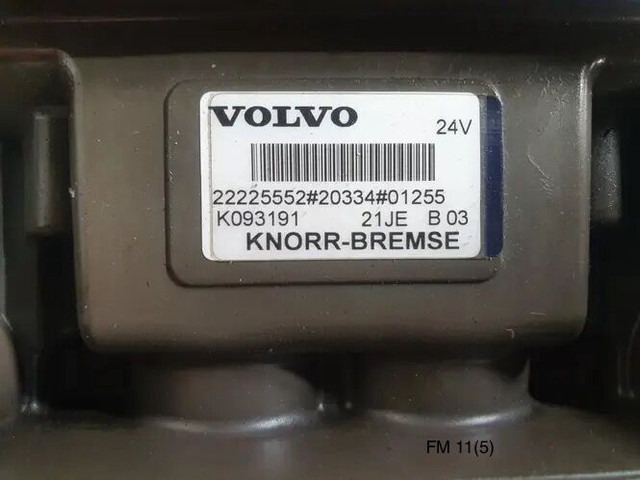 VOLVO
24V
22225552#20334#01255
K093191 21JE B 03
KNORR-BREMSE
FM 11(5)